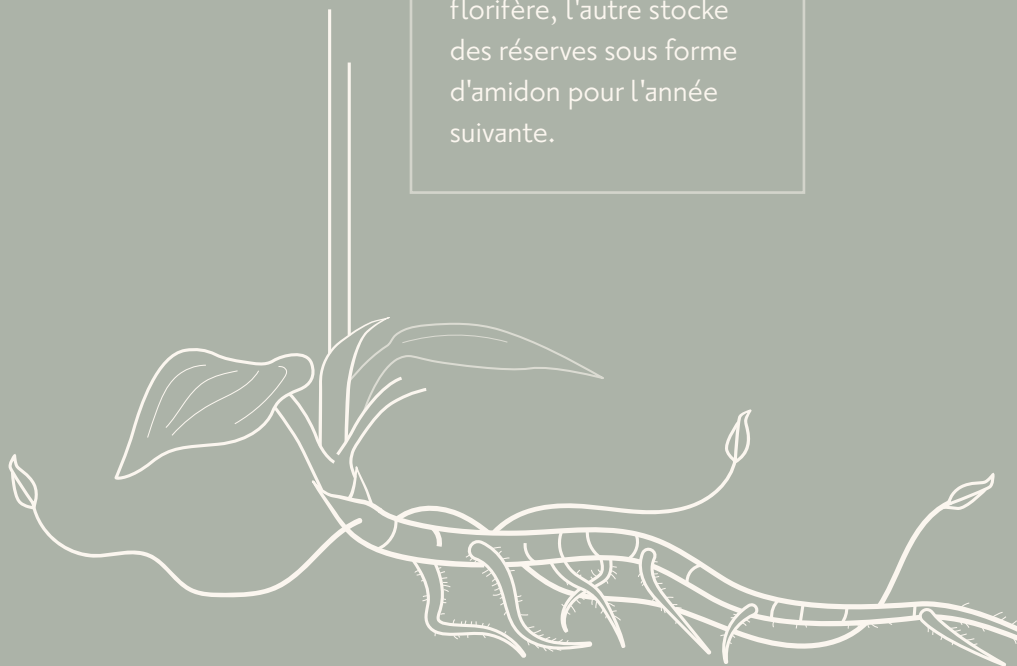 florifère, l'autre stocke
des réserves sous forme
d'amidon pour l'année
suivante.